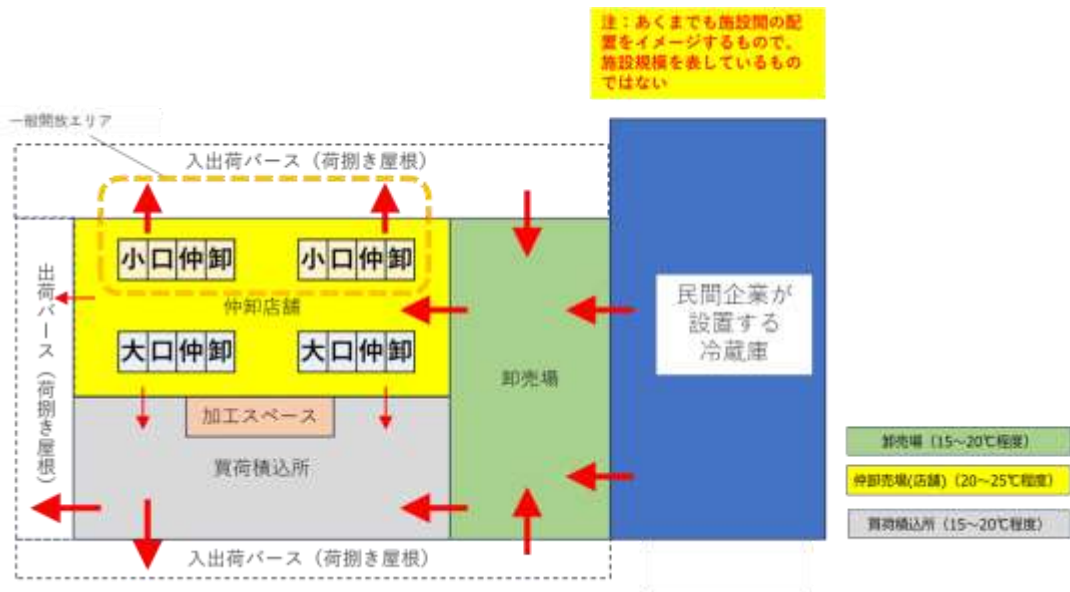 注：あくまでも施設間の配
置をイメージするもので、
施設規模を表しているもの
ではない
一般開放エリア
入出荷バース（荷捌き屋根）
小口仲卸
小口仲卸
出荷バース（荷捌き屋根）
仲卸店舗
大口仲卸
大口仲卸
民間企業が
設置する
冷蔵庫
卸売場
加工スペース
買荷積込所
入出荷バース（荷捌き屋根）
卸売場（15～20℃程度）
仲卸売場(店舗)（20～25℃程度）
買荷積込所（15～20℃程度）